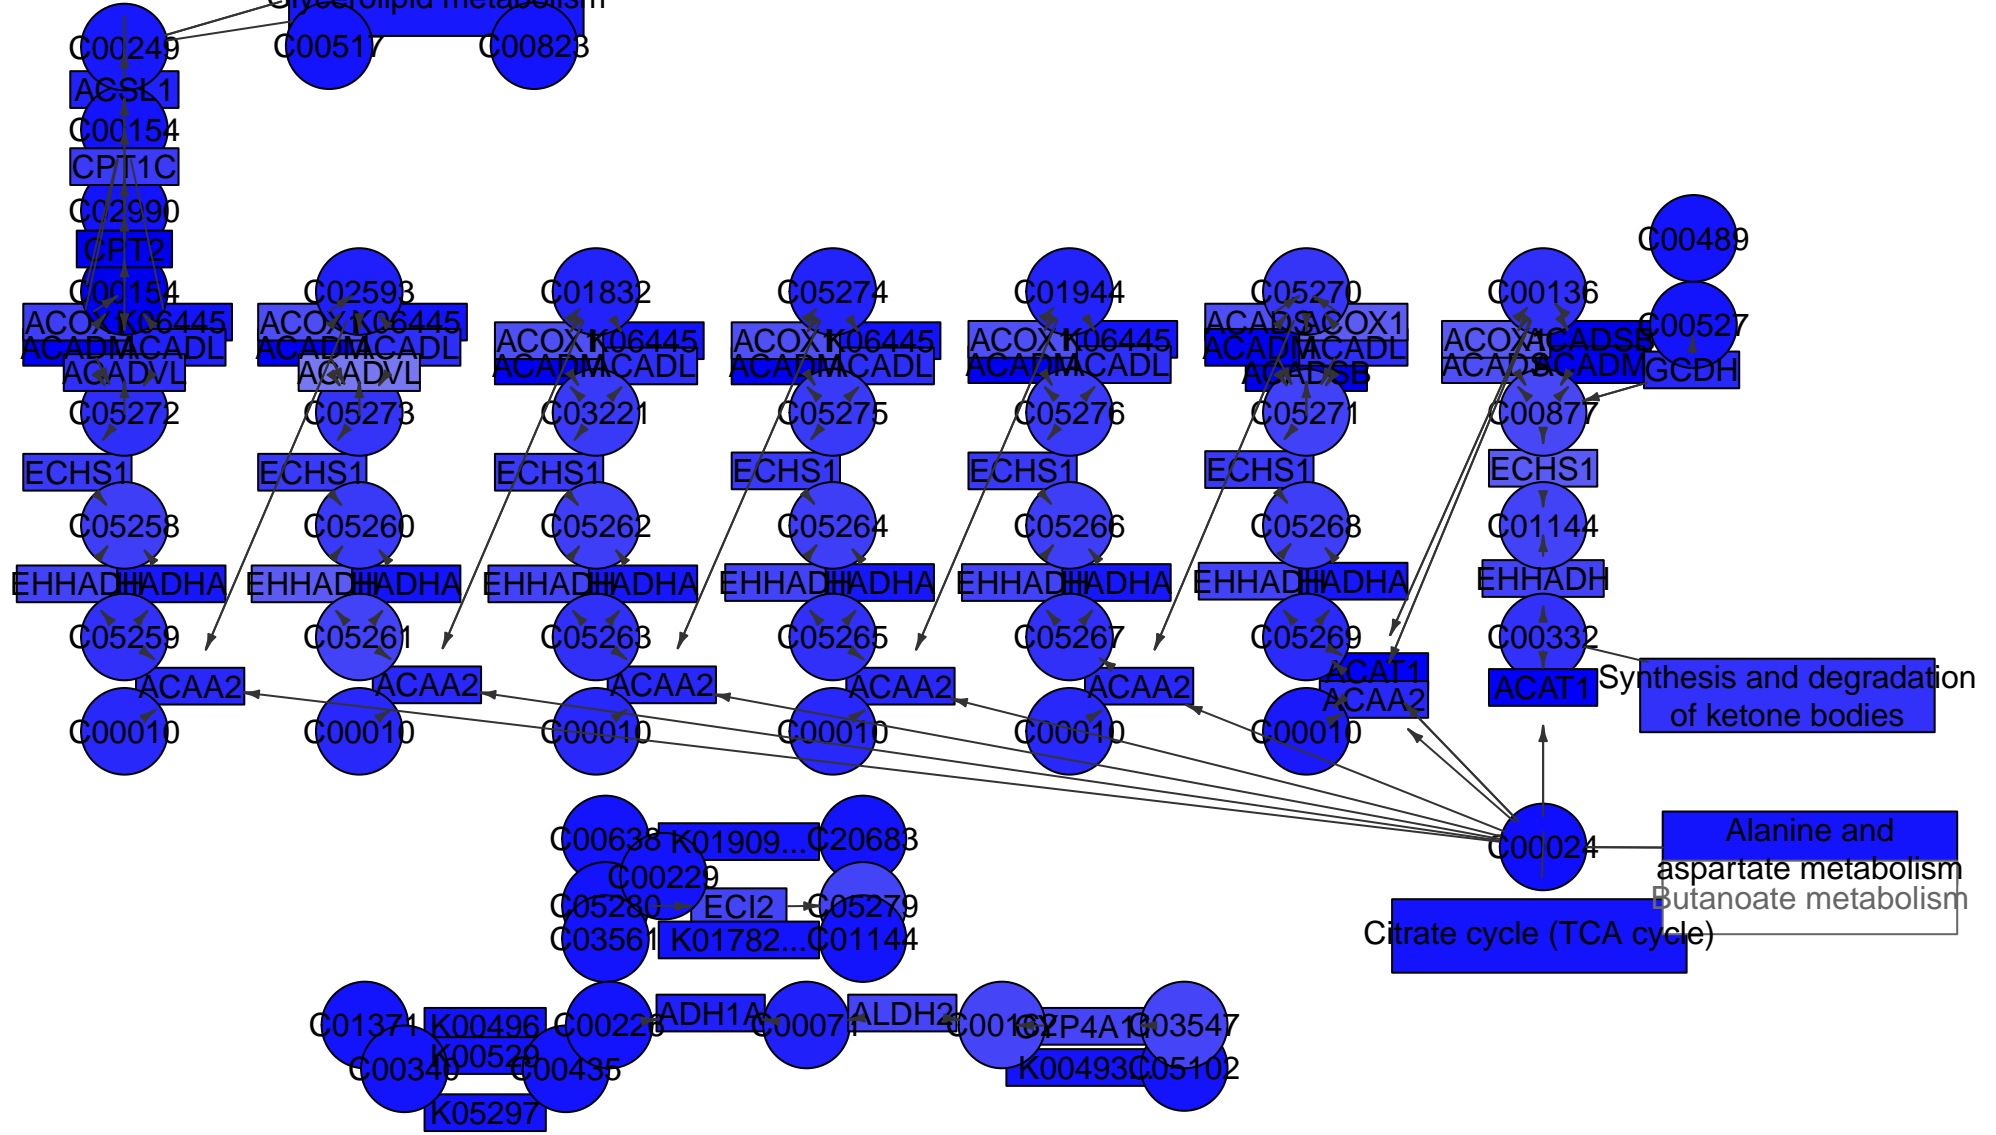 Glycerolipid metabolism
C00249
C00517
C00823
ACSL1
C00154
CPT1C
C02990
CPT2
C00489
C00154
C02593
C01832
C05274
C01944
C05270
C00136
C00527
ACOX1 K06445
ACOX1 K06445
ACOX1 K06445
ACOX1 K06445
ACOX1 K06445
ACADS ACOX1
ACOX1 ACADSB
ACADM ACADL
ACADM ACADL
ACADM ACADL
ACADM ACADL
ACADM ACADL
ACADM ACADL
ACADS ACADM
GCDH
ACADVL
ACADVL
ACADSB
C05272
C05273
C03221
C05275
C05276
C05271
C00877
ECHS1
ECHS1
ECHS1
ECHS1
ECHS1
ECHS1
ECHS1
C05258
C05260
C05262
C05264
C05266
C05268
C01144
EHHADH HADHA
EHHADH HADHA
EHHADH HADHA
EHHADH HADHA
EHHADH HADHA
EHHADH HADHA
EHHADH
C05259
C05261
C05263
C05265
C05267
C05269
C00332
ACAA2
ACAA2
ACAA2
ACAA2
ACAA2
ACAT1
ACAA2
ACAT1
Synthesis and degradation
of ketone bodies
C00010
C00010
C00010
C00010
C00010
C00010
C00638
K01909...
C20683
C00229
C00024
Alanine and
aspartate metabolism
Butanoate metabolism
C05280
ECI2
C05279
C03561
K01782...
C01144
Citrate cycle (TCA cycle)
C01371
K00496
C00226
ADH1A
C00071
ALDH2
C00162
CYP4A11
C03547
K00529
C00340
C00435
K00493...
C05102
K05297